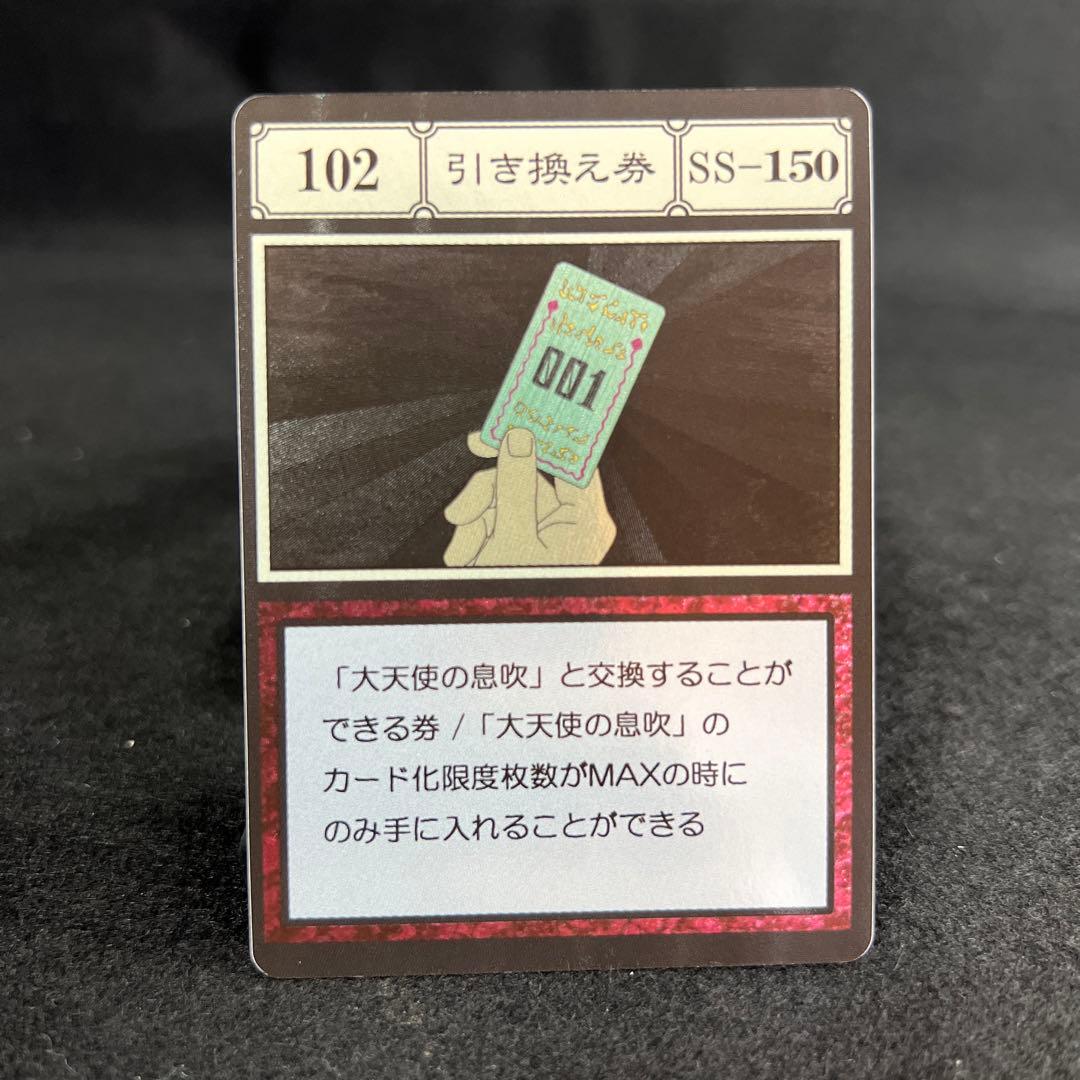 102
引き換え券
SS-150
001
「大天使の息吹」と交換することが
できる券 /「大天使の息吹」の
カード化限度枚数がMAXの時に
のみ手に入れることができる